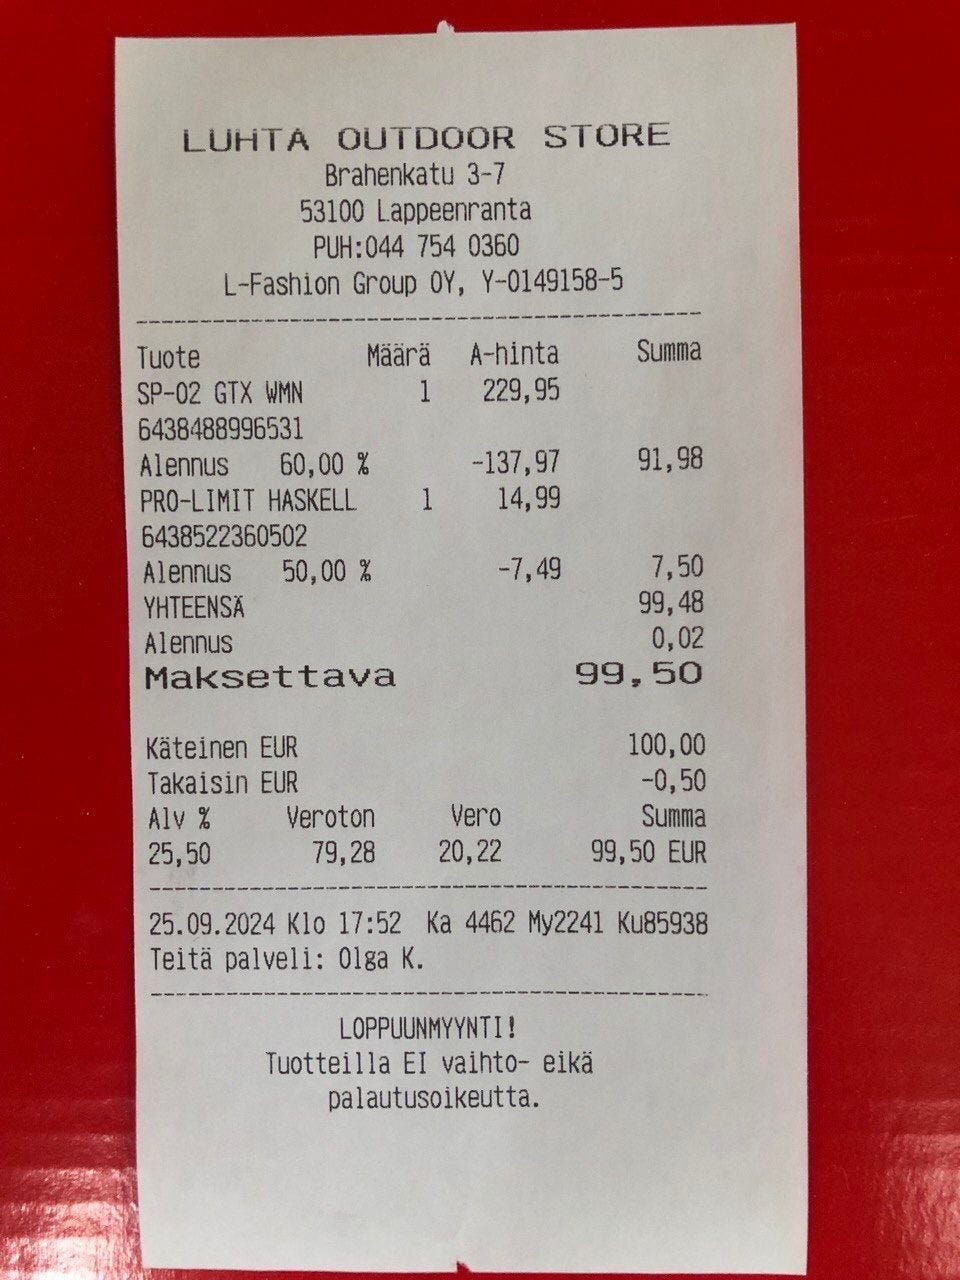 LUHTA OUTDOOR STORE
Brahenkatu 3-7
53100 Lappeenranta
PUH:044 754 0360
L-Fashion Group OY, Y-0149158-5
Tuote Määrä A-hinta Summa
SP-02 GTX WMN 1 229,95
6438488996531
Alennus 60,00 % -137,97 91,98
PRO-LIMIT HASKELL 1 14,99
6438522360502
Alennus 50,00 % -7,49 7,50
YHTEENSÄ 99,48
Alennus 0,02
Maksettava 99,50
Käteinen EUR 100,00
Takaisin EUR -0,50
Alv % Veroton Vero Summa
25,50 79,28 20,22 99,50 EUR
25.09.2024 Klo 17:52 Ka 4462 My2241 Ku85938
Teitä palveli: Olga K.
LOPPUUNMYYNTI!
Tuotteilla EI vaihto- eikä
palautusoikeutta.